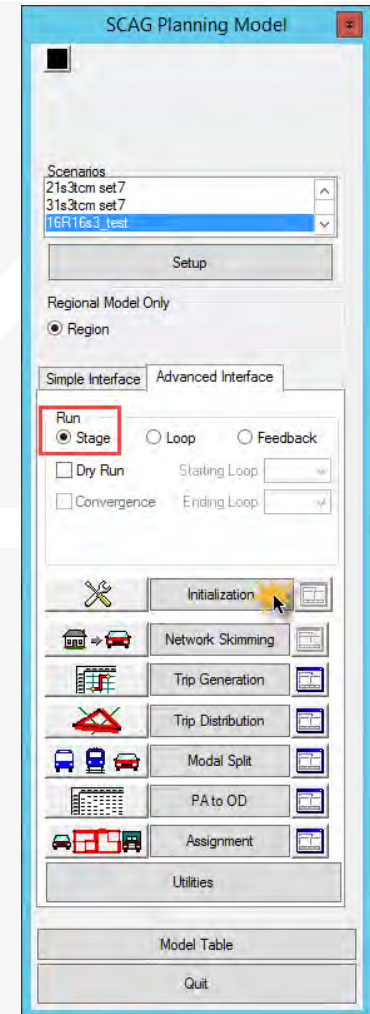 SCAG Planning Model
Scenarios
21s3tcm set7
31s3tcm set7
16R16s3_test
Setup
Regional Model Only
Region
Simple Interface Advanced Interface
Run
Stage Loop Feedback
Dry Run Starting Loop
Convergence Ending Loop
Initialization
Network Skimming
Trip Generation
Trip Distribution
Modal Split
PA to OD
Assignment
Utilities
Model Table
Quit